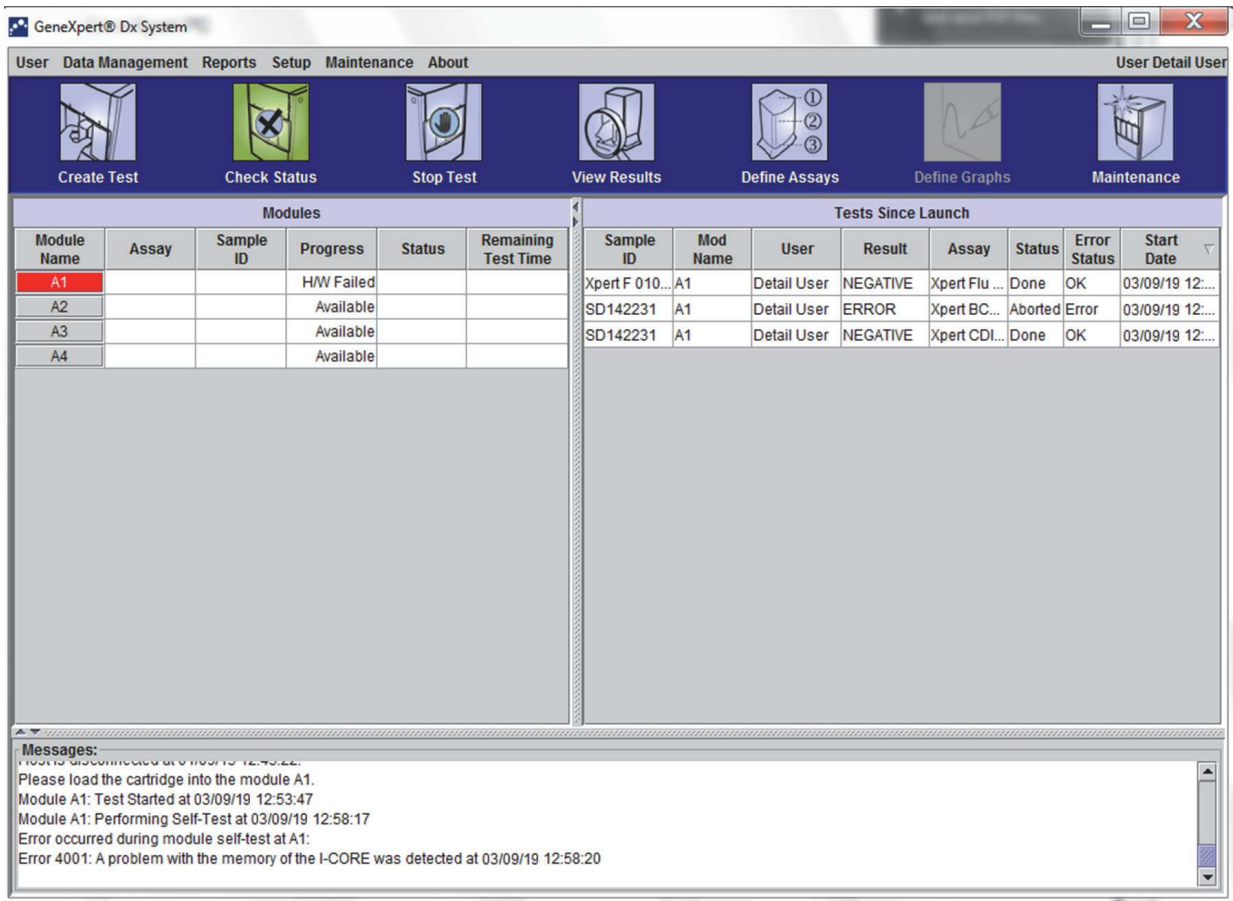 GeneXpert® Dx System
User Data Management Reports Setup Maintenance About User Detail User
Create Test Check Status Stop Test View Results Define Assays Define Graphs Maintenance
① ② ③
Modules
Module Name Assay Sample ID Progress Status Remaining Test Time
A1 H/W Failed
A2 Available
A3 Available
A4 Available
Tests Since Launch
Sample ID Mod Name User Result Assay Status Error Status Start Date
Xpert F 010... A1 Detail User NEGATIVE Xpert Flu ... Done OK 03/09/19 12:...
SD142231 A1 Detail User ERROR Xpert BC... Aborted Error 03/09/19 12:...
SD142231 A1 Detail User NEGATIVE Xpert CDI... Done OK 03/09/19 12:...
Messages:
Please load the cartridge into the module A1.
Module A1: Test Started at 03/09/19 12:53:47
Module A1: Performing Self-Test at 03/09/19 12:58:17
Error occurred during module self-test at A1:
Error 4001: A problem with the memory of the I-CORE was detected at 03/09/19 12:58:20